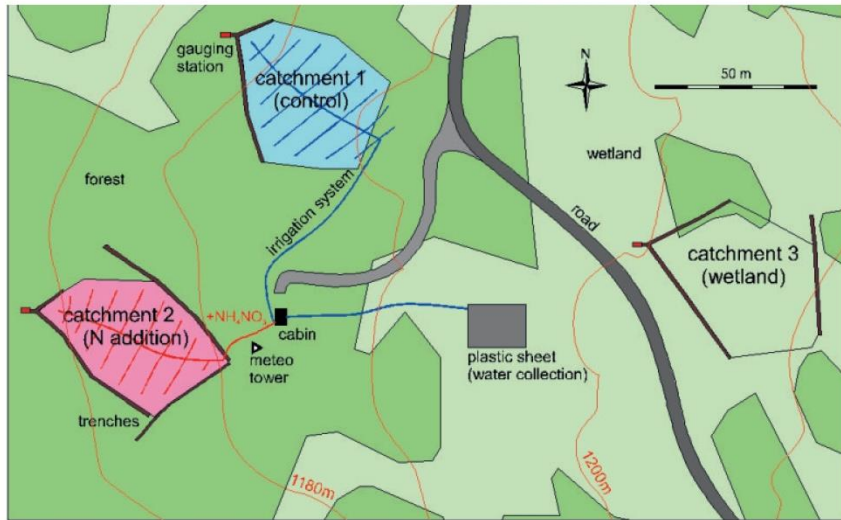 gauging
station
catchment 1
(control)
N
50 m
wetland
forest
irrigation system
road
catchment 3
(wetland)
catchment 2
(N addition)
+NH₄NO₃
cabin
meteo
tower
plastic sheet
(water collection)
trenches
1180m
1200m